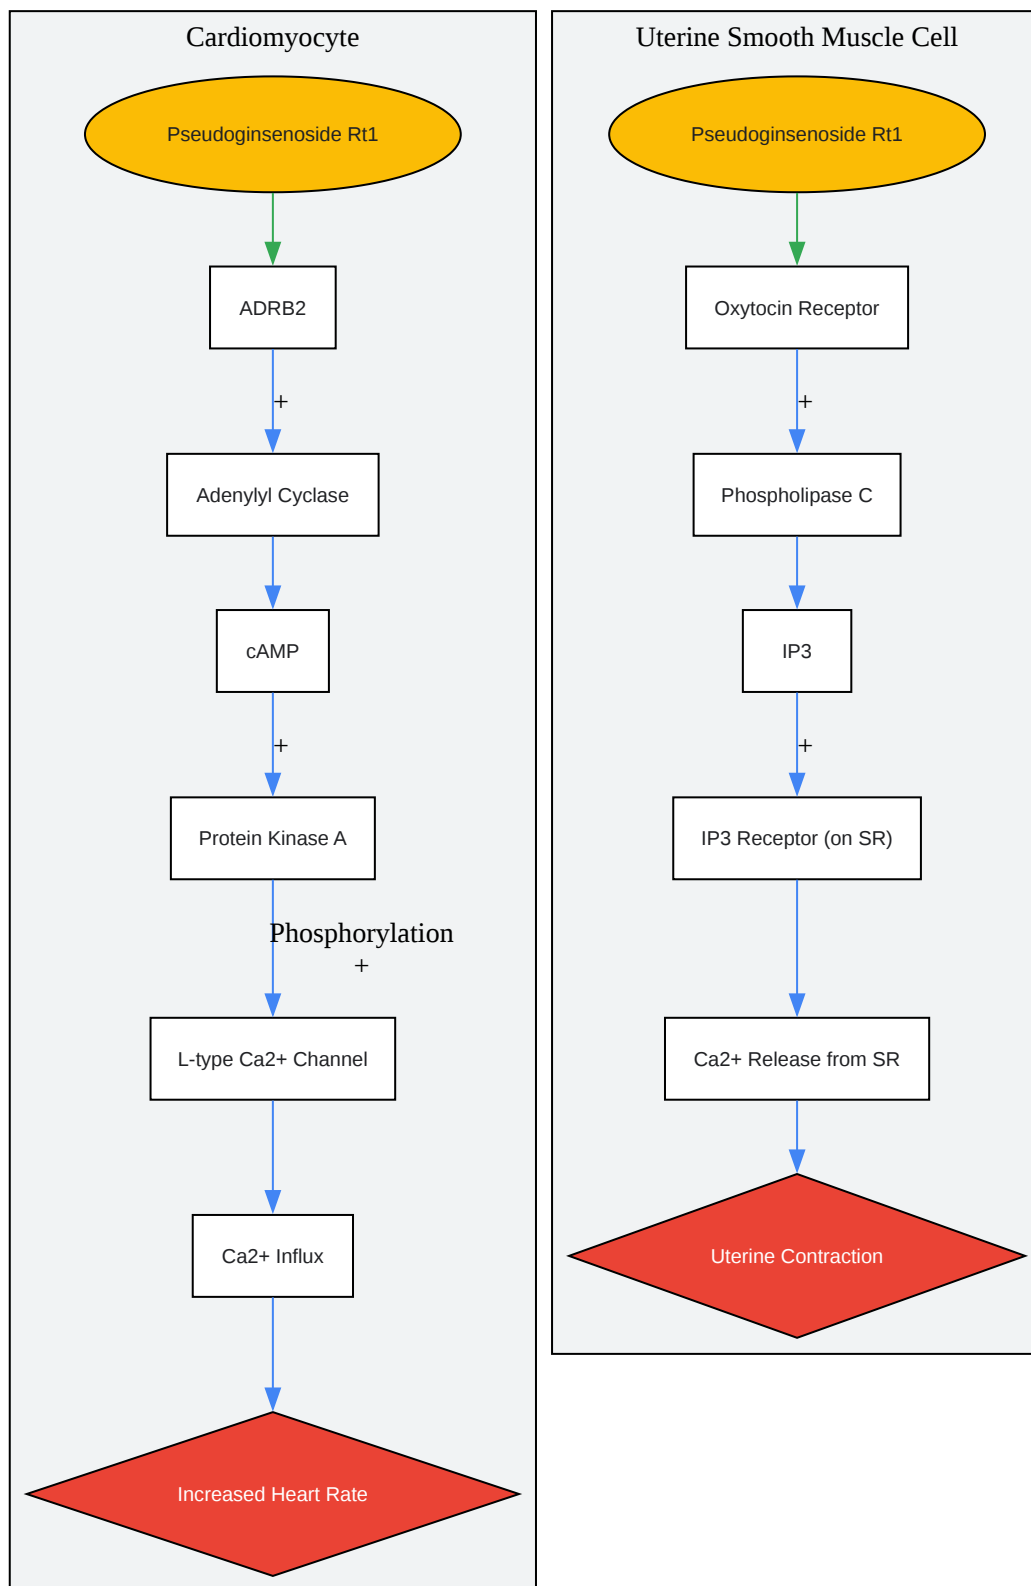 Cardiomyocyte
Pseudoginsenoside Rt1
ADRB2
+
Adenylyl Cyclase
cAMP
+
Protein Kinase A
Phosphorylation
+
L-type Ca2+ Channel
Ca2+ Influx
Increased Heart Rate
Uterine Smooth Muscle Cell
Pseudoginsenoside Rt1
Oxytocin Receptor
+
Phospholipase C
IP3
+
IP3 Receptor (on SR)
Ca2+ Release from SR
Uterine Contraction